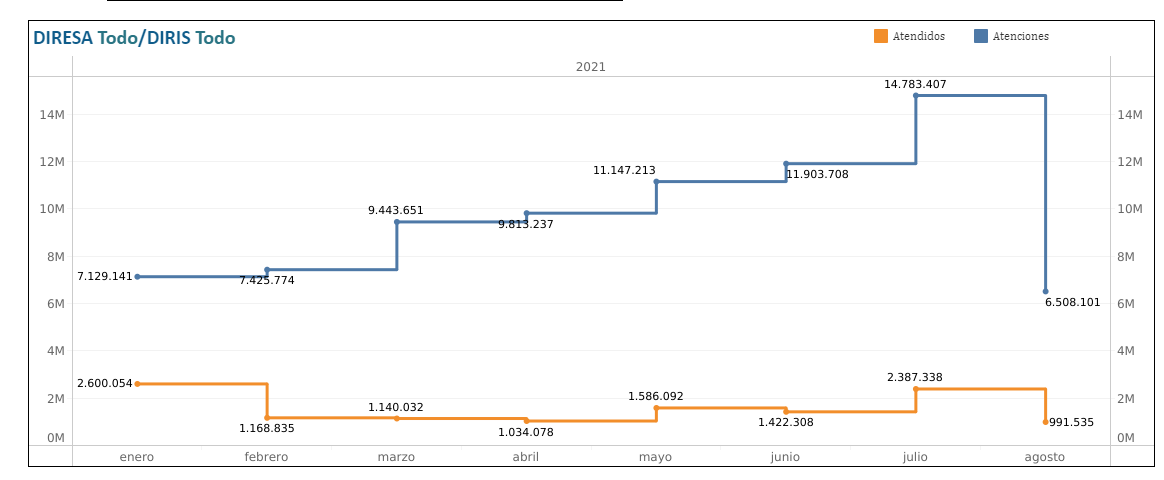 DIRESA Todo/DIRIS Todo
Atendidos
Atenciones
2021
14M
12M
10M
8M
6M
4M
2M
0M
14M
12M
10M
8M
6M
4M
2M
0M
7.129.141
7.425.774
9.443.651
9.813.237
11.147.213
11.903.708
14.783.407
6.508.101
2.600.054
1.168.835
1.140.032
1.034.078
1.586.092
1.422.308
2.387.338
991.535
enero
febrero
marzo
abril
mayo
junio
julio
agosto